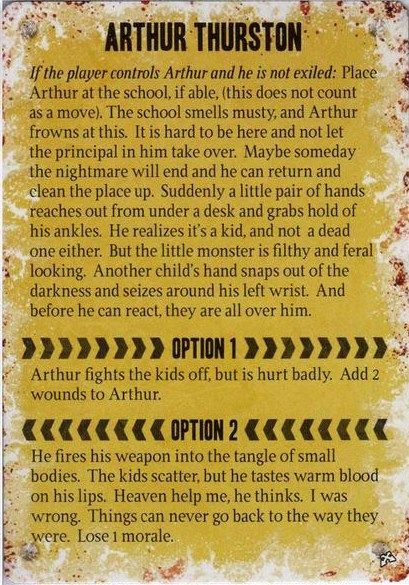 ARTHUR THURSTON
If the player controls Arthur and he is not exiled: Place
Arthur at the school, if able, (this does not count
as a move). The school smells musty, and Arthur
frowns at this. It is hard to be here and not let
the principal in him take over. Maybe someday
the nightmare will end and he can return and
clean the place up. Suddenly a little pair of hands
reaches out from under a desk and grabs hold of
his ankles. He realizes it's a kid, and not a dead
one either. But the little monster is filthy and feral
looking. Another child's hand snaps out of the
darkness and seizes around his left wrist. And
before he can react, they are all over him.
OPTION 1
Arthur fights the kids off, but is hurt badly. Add 2
wounds to Arthur.
OPTION 2
He fires his weapon into the tangle of small
bodies. The kids scatter, but he tastes warm blood
on his lips. Heaven help me, he thinks. I was
wrong. Things can never go back to the way they
were. Lose 1 morale.